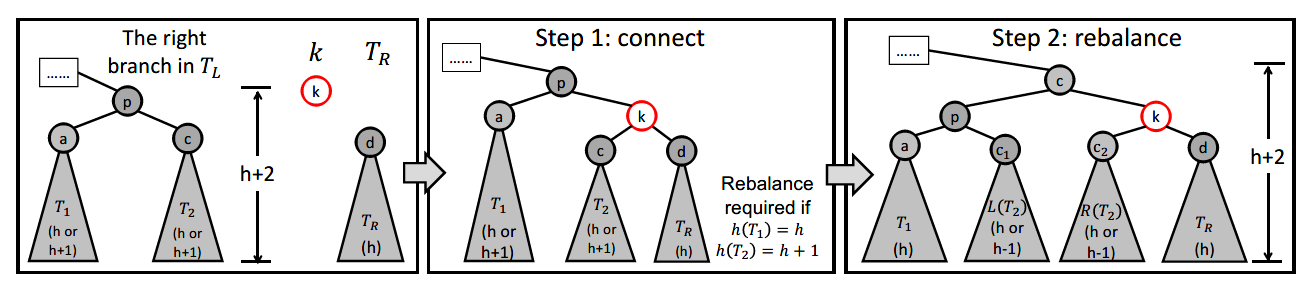 The right
branch in T_L
k
T_R
......
p
k
a
c
d
h+2
T_1
(h or
h+1)
T_2
(h or
h+1)
T_R
(h)
Step 1: connect
......
p
a
k
c
d
T_1
(h or
h+1)
T_2
(h or
h+1)
T_R
(h)
Rebalance
required if
h(T_1) = h
h(T_2) = h + 1
Step 2: rebalance
......
c
p
k
a
c_1
c_2
d
h+2
T_1
(h)
L(T_2)
(h or
h-1)
R(T_2)
(h or
h-1)
T_R
(h)